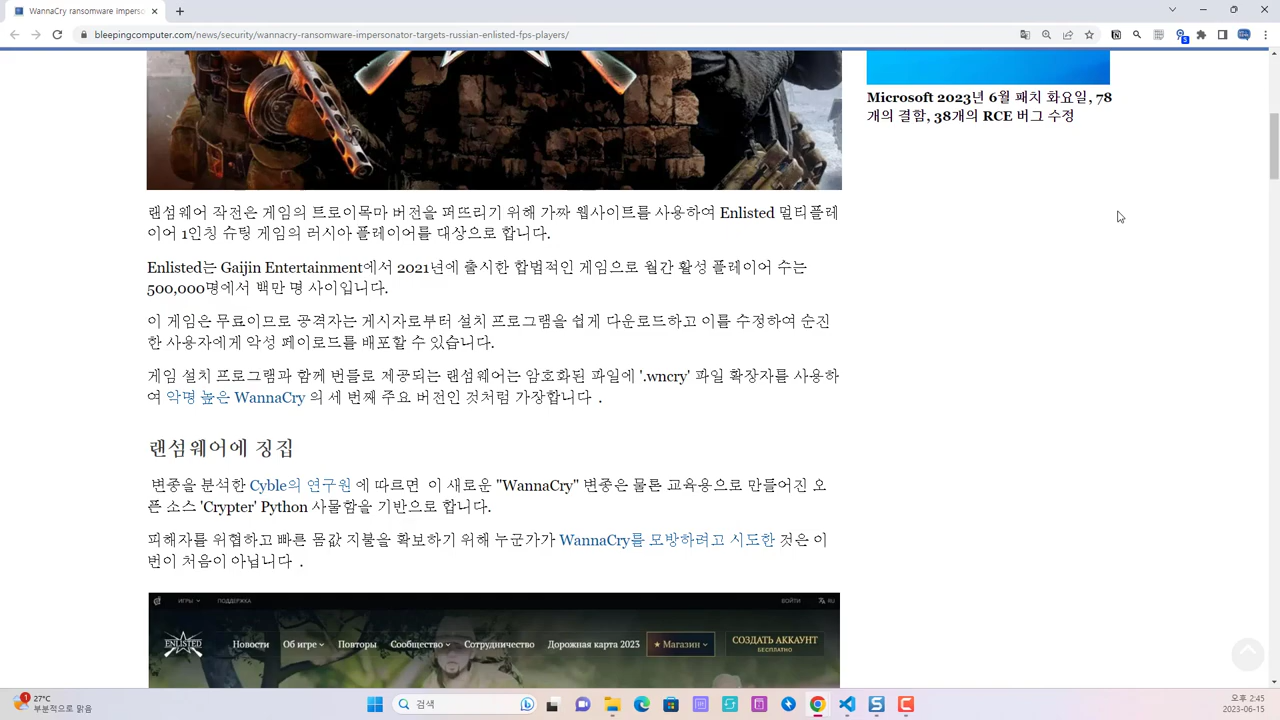 WannaCry ransomware imperso
bleepingcomputer.com/news/security/wannacry-ransomware-impersonator-targets-russian-enlisted-fps-players/
Microsoft 2023년 6월 패치 화요일, 78
개의 결함, 38개의 RCE 버그 수정
랜섬웨어 작전은 게임의 트로이목마 버전을 퍼뜨리기 위해 가짜 웹사이트를 사용하여 Enlisted 멀티플레
이어 1인칭 슈팅 게임의 러시아 플레이어를 대상으로 합니다.
Enlisted는 Gaijin Entertainment에서 2021년에 출시한 합법적인 게임으로 월간 활성 플레이어 수는
500,000명에서 백만 명 사이입니다.
이 게임은 무료이므로 공격자는 게시자로부터 설치 프로그램을 쉽게 다운로드하고 이를 수정하여 순진
한 사용자에게 악성 페이로드를 배포할 수 있습니다.
게임 설치 프로그램과 함께 번들로 제공되는 랜섬웨어는 암호화된 파일에 '.wncry' 파일 확장자를 사용하
여 악명 높은 WannaCry 의 세 번째 주요 버전인 것처럼 가장합니다 .
랜섬웨어에 징집
변종을 분석한 Cyble의 연구원 에 따르면 이 새로운 "WannaCry" 변종은 물론 교육용으로 만들어진 오
픈 소스 'Crypter' Python 사물함을 기반으로 합니다.
피해자를 위협하고 빠른 몸값 지불을 확보하기 위해 누군가가 WannaCry를 모방하려고 시도한 것은 이
번이 처음이 아닙니다 .
ИГРЫ ПОДДЕРЖКА ВОЙТИ RU
ENLISTED Новости Об игре Повторы Сообщество Сотрудничество Дорожная карта 2023 Магазин СОЗДАТЬ АККАУНТ
БЕСПЛАТНО
1 27°C
부분적으로 맑음
검색
오후 2:45
2023-06-15